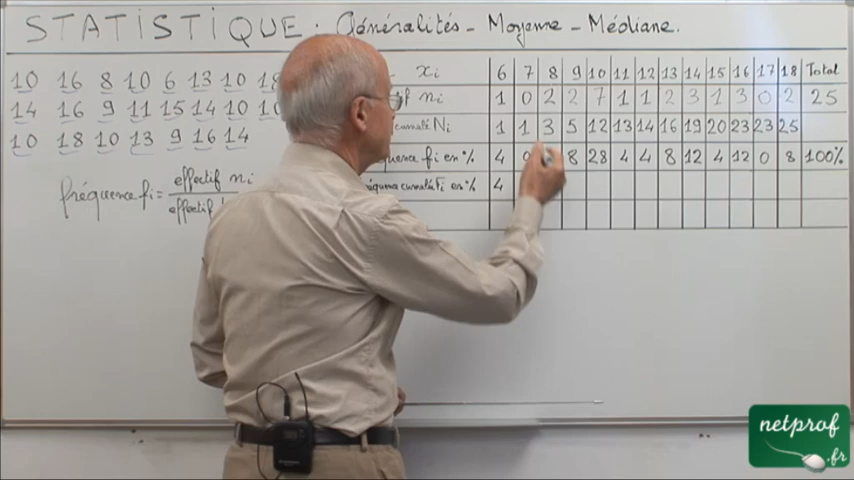 STATISTIQUE. Généralités - Moyenne - Médiane.
10 16 8 10 6 13 10 18
14 16 9 11 15 14 10 10
10 18 10 13 9 16 14
fréquence fi = effectif ni
effectif
xi 6 7 8 9 10 11 12 13 14 15 16 17 18 Total
ni 1 0 2 2 7 1 1 2 3 1 3 0 2 25
cumulé Ni 1 1 3 5 12 13 14 16 19 20 23 23 25
fi en % 4 0 8 28 4 4 8 12 4 12 0 8 100%
cumulée Fi en % 4
netprof
.fr